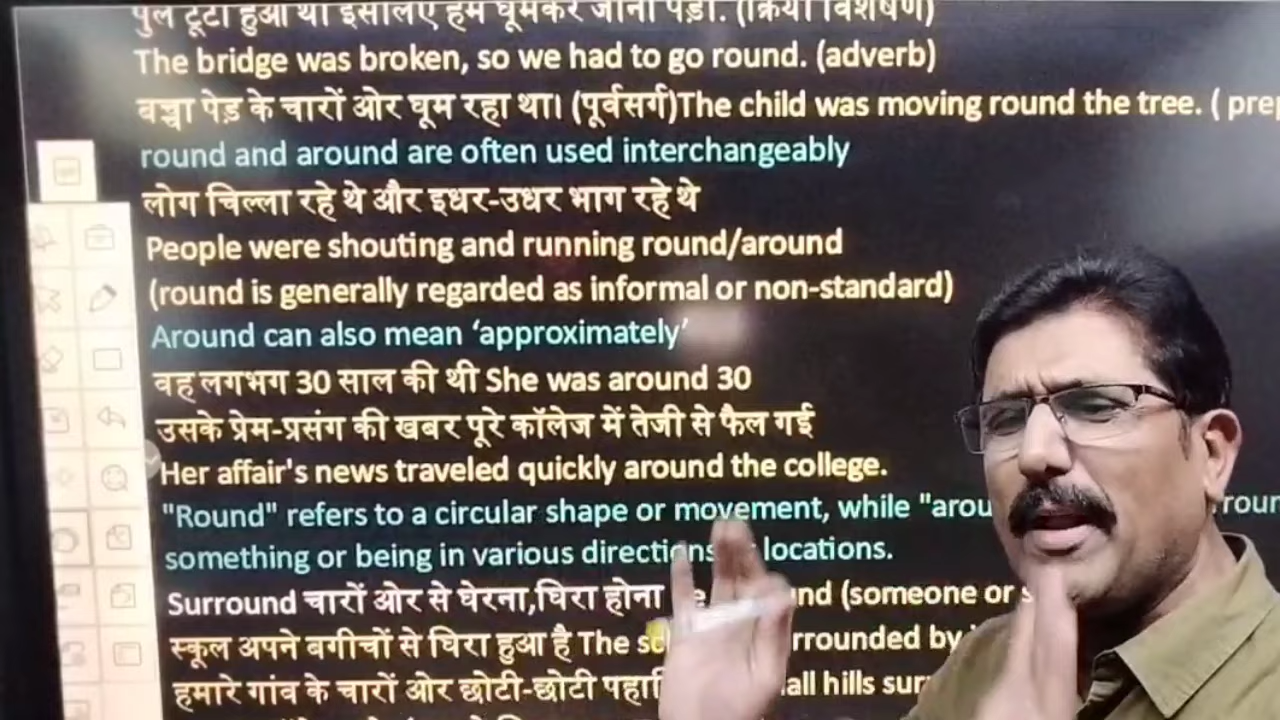 पुल टूटा हुआ था इसलिए हमें घूमकर जाना पड़ा. (क्रिया विशेषण)
The bridge was broken, so we had to go round. (adverb)
बच्चा पेड़ के चारों ओर घूम रहा था। (पूर्वसर्ग)The child was moving round the tree. ( prep
round and around are often used interchangeably
लोग चिल्ला रहे थे और इधर-उधर भाग रहे थे
People were shouting and running round/around
(round is generally regarded as informal or non-standard)
Around can also mean ‘approximately’
वह लगभग 30 साल की थी She was around 30
उसके प्रेम-प्रसंग की खबर पूरे कॉलेज में तेजी से फैल गई
Her affair's news traveled quickly around the college.
"Round" refers to a circular shape or movement, while "arou
something or being in various directions locations.
Surround चारों ओर से घेरना,घिरा होना (someone or
स्कूल अपने बगीचों से घिरा हुआ है The rrounded by
हमारे गांव के चारों ओर छोटी-छोटी hills